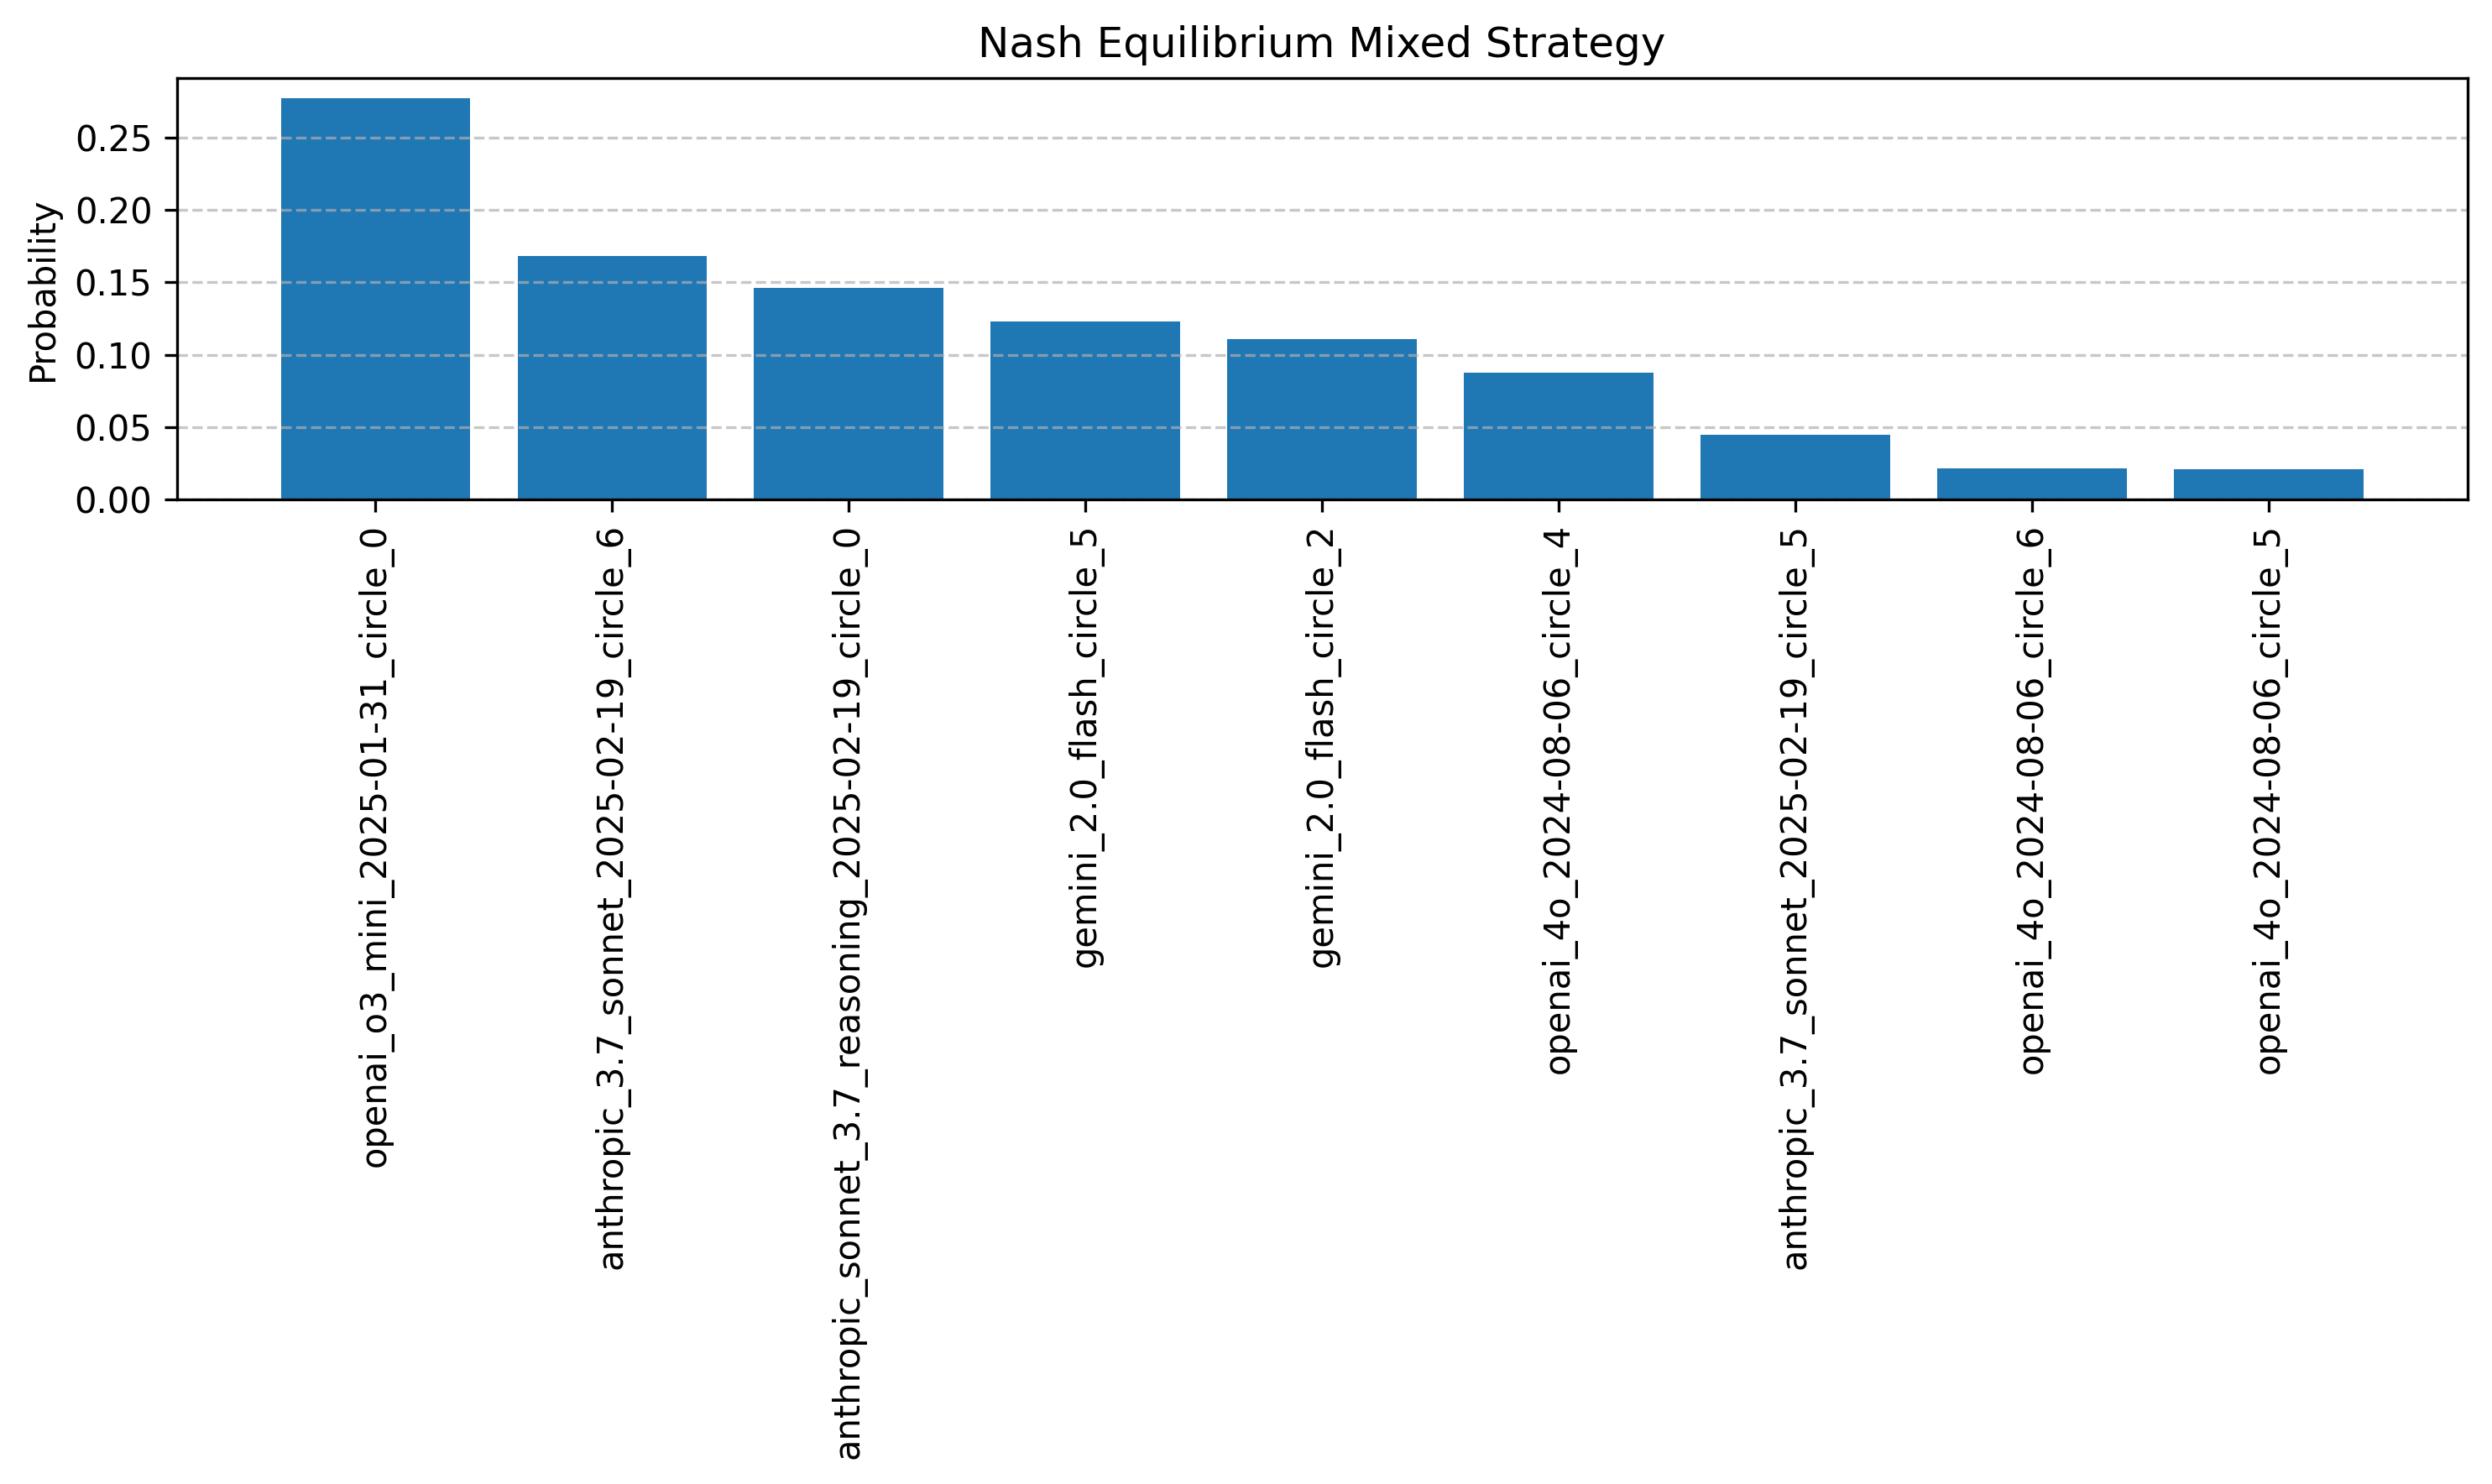 Nash Equilibrium Mixed Strategy
Probability
0.25
0.20
0.15
0.10
0.05
0.00
openai_o3_mini_2025-01-31_circle_0
anthropic_3.7_sonnet_2025-02-19_circle_6
anthropic_sonnet_3.7_reasoning_2025-02-19_circle_0
gemini_2.0_flash_circle_5
gemini_2.0_flash_circle_2
openai_4o_2024-08-06_circle_4
anthropic_3.7_sonnet_2025-02-19_circle_5
openai_4o_2024-08-06_circle_6
openai_4o_2024-08-06_circle_5